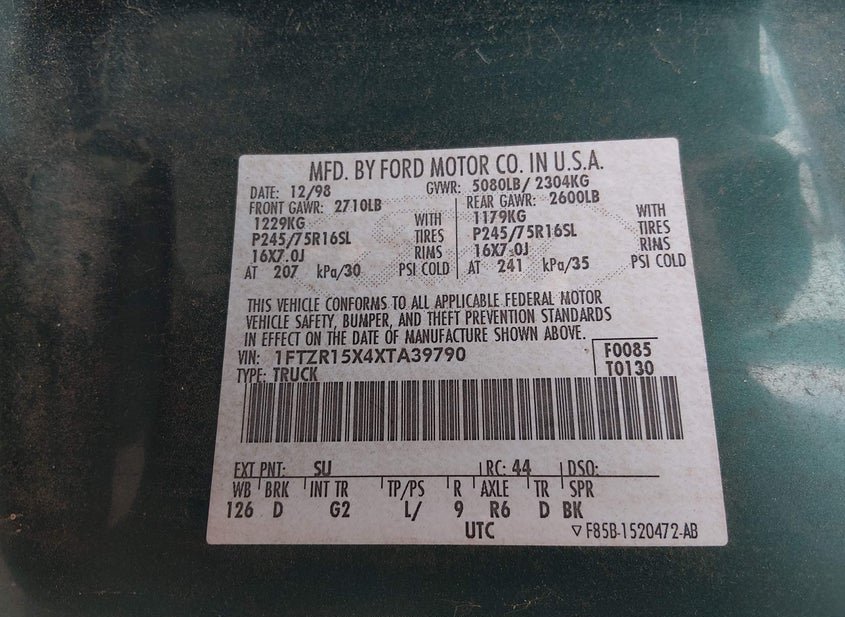 MFD. BY FORD MOTOR CO. IN U.S.A.
DATE: 12/98 GVWR: 5080LB/ 2304KG
FRONT GAWR: 2710LB REAR GAWR: 2600LB
1229KG WITH 1179KG WITH
P245/75R16SL TIRES P245/75R16SL TIRES
16X7.0J RIMS 16X7.0J RIMS
AT 207 kPa/30 PSI COLD AT 241 kPa/35 PSI COLD
THIS VEHICLE CONFORMS TO ALL APPLICABLE FEDERAL MOTOR
VEHICLE SAFETY, BUMPER, AND THEFT PREVENTION STANDARDS
IN EFFECT ON THE DATE OF MANUFACTURE SHOWN ABOVE.
VIN: 1FTZR15X4XTA39790 F0085
TYPE: TRUCK T0130
EXT PNT: SU RC: 44 DSO:
WB BRK INT TR TP/PS R AXLE TR SPR
126 D G2 L/ 9 R6 D BK
UTC ▽ F85B-1520472-AB